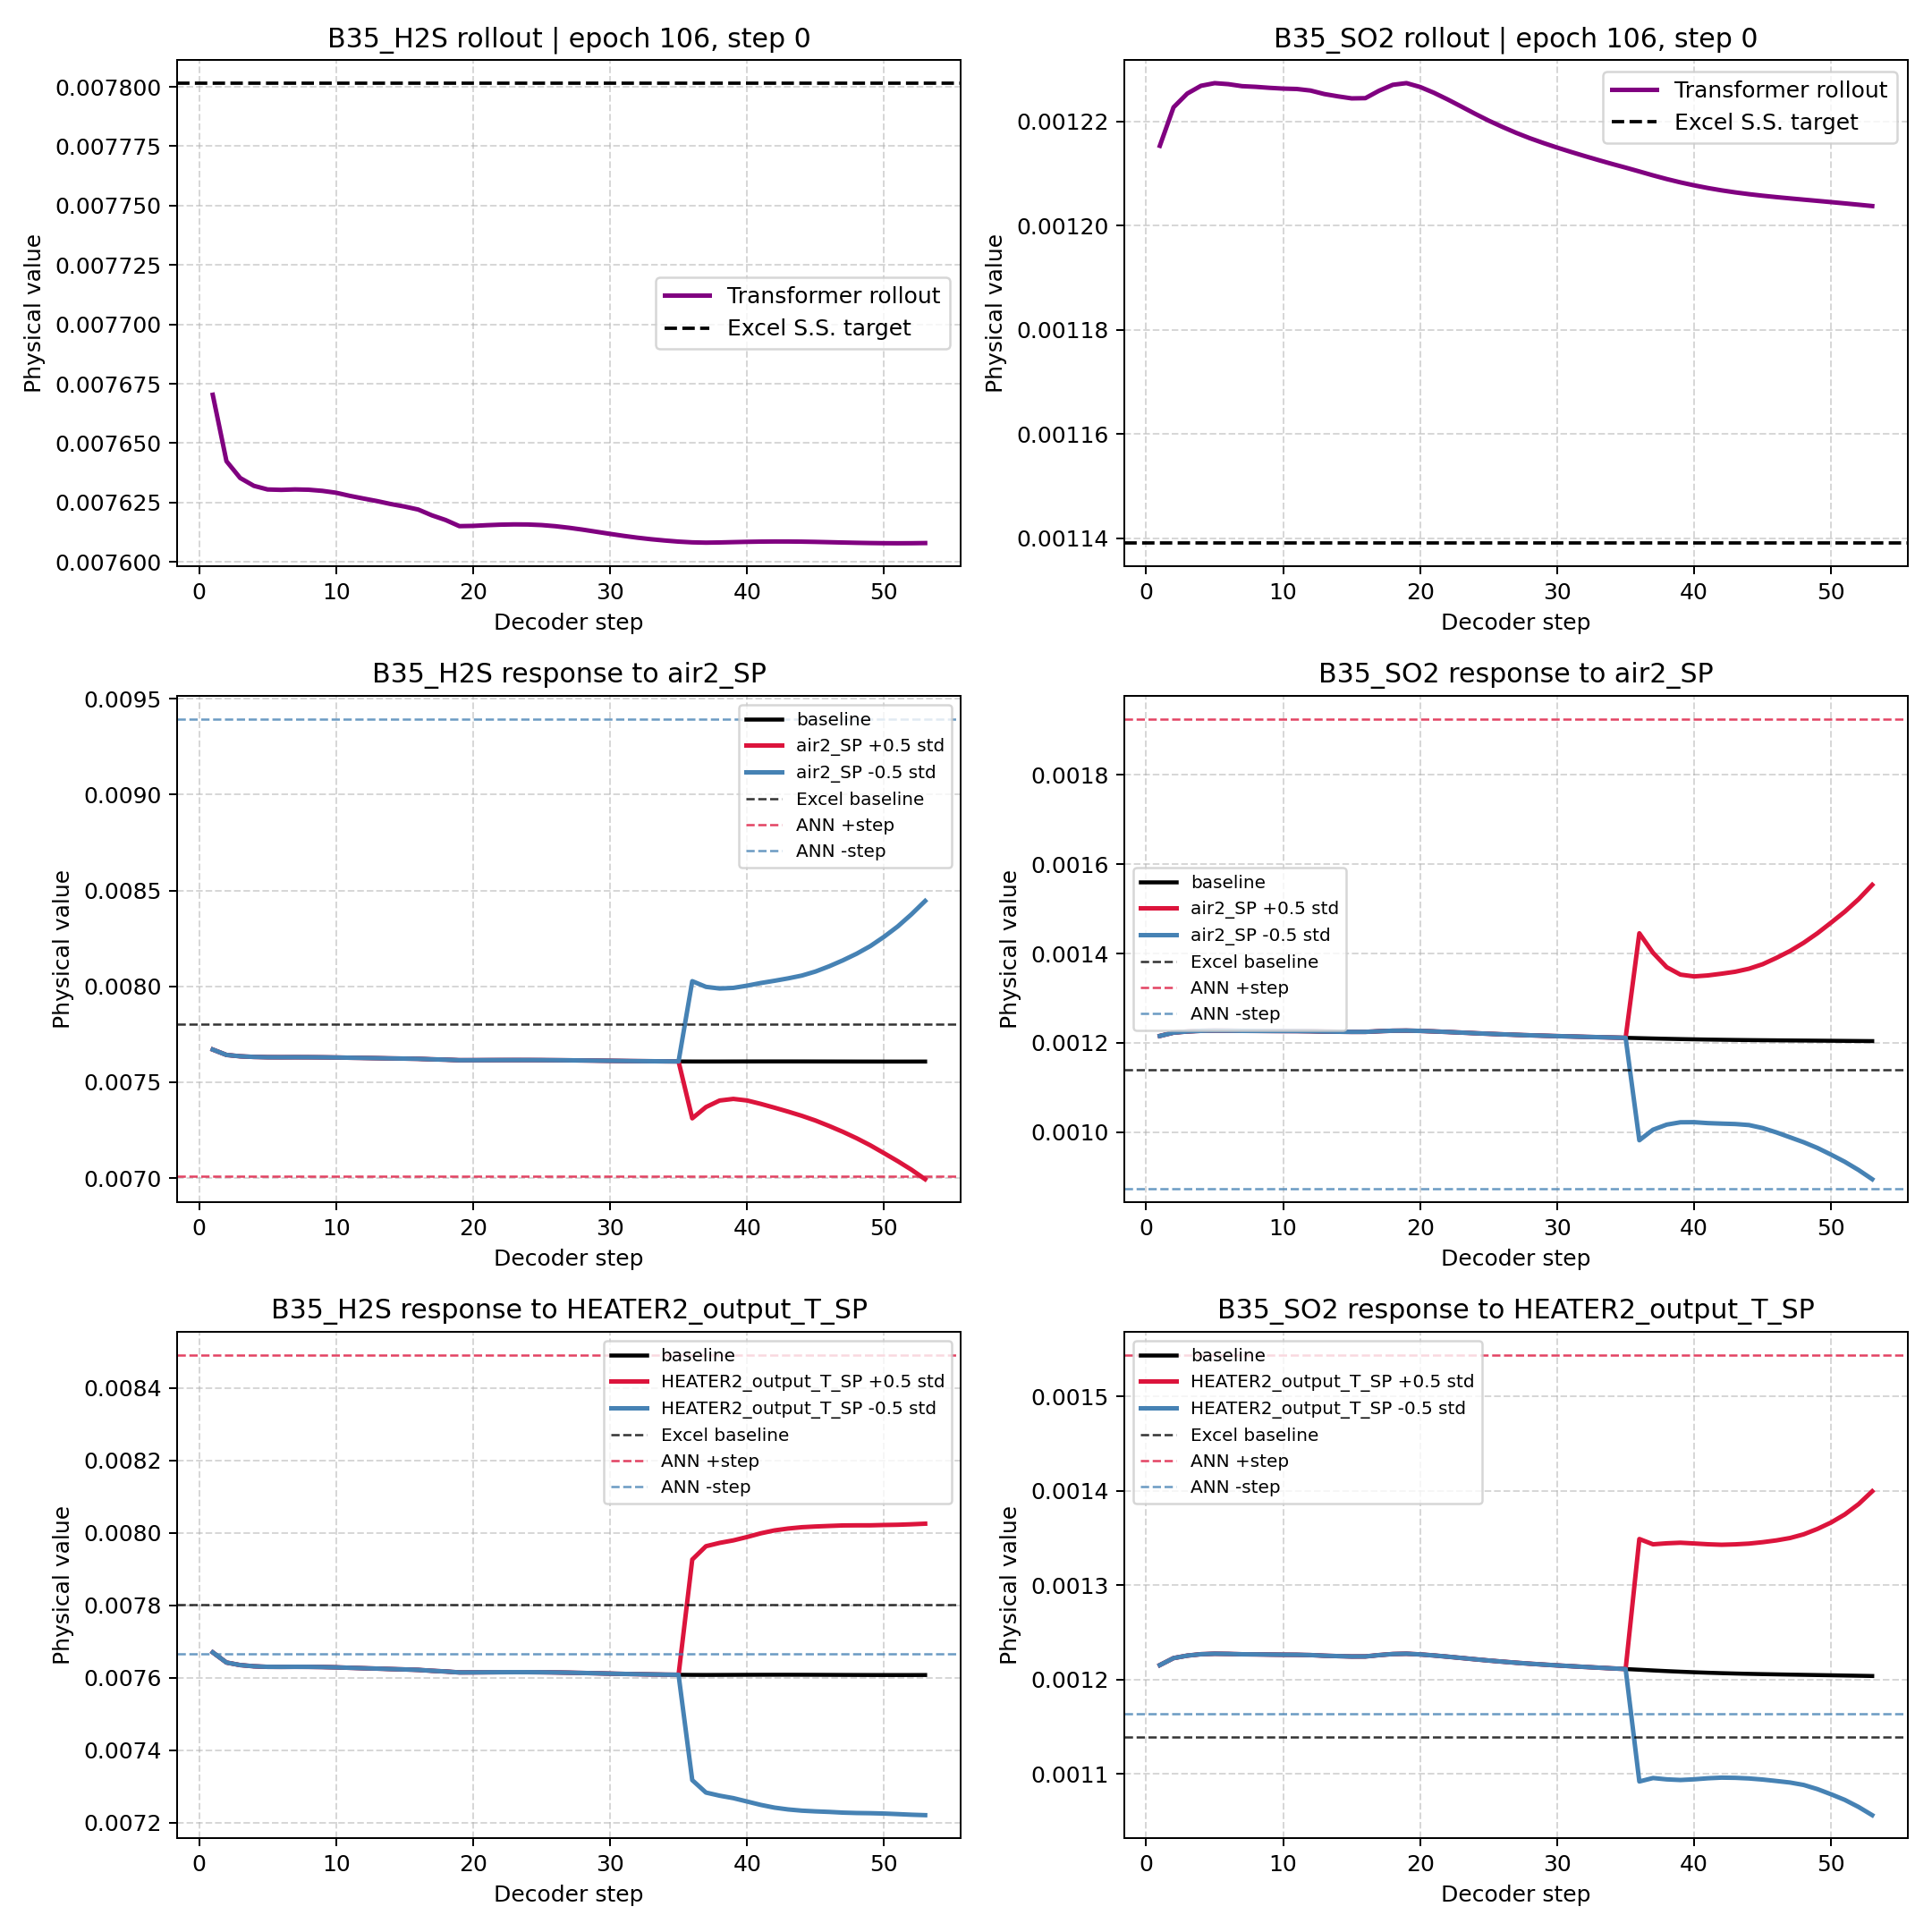 B35_H2S rollout | epoch 106, step 0
Physical value
0.007800
0.007775
0.007750
0.007725
0.007700
0.007675
0.007650
0.007625
0.007600
Transformer rollout
Excel S.S. target
0 10 20 30 40 50
Decoder step
B35_SO2 rollout | epoch 106, step 0
Physical value
0.00122
0.00120
0.00118
0.00116
0.00114
Transformer rollout
Excel S.S. target
0 10 20 30 40 50
Decoder step
B35_H2S response to air2_SP
Physical value
0.0095
0.0090
0.0085
0.0080
0.0075
0.0070
baseline
air2_SP +0.5 std
air2_SP -0.5 std
Excel baseline
ANN +step
ANN -step
0 10 20 30 40 50
Decoder step
B35_SO2 response to air2_SP
Physical value
0.0018
0.0016
0.0014
0.0012
0.0010
baseline
air2_SP +0.5 std
air2_SP -0.5 std
Excel baseline
ANN +step
ANN -step
0 10 20 30 40 50
Decoder step
B35_H2S response to HEATER2_output_T_SP
Physical value
0.0084
0.0082
0.0080
0.0078
0.0076
0.0074
0.0072
baseline
HEATER2_output_T_SP +0.5 std
HEATER2_output_T_SP -0.5 std
Excel baseline
ANN +step
ANN -step
0 10 20 30 40 50
Decoder step
B35_SO2 response to HEATER2_output_T_SP
Physical value
0.0015
0.0014
0.0013
0.0012
0.0011
baseline
HEATER2_output_T_SP +0.5 std
HEATER2_output_T_SP -0.5 std
Excel baseline
ANN +step
ANN -step
0 10 20 30 40 50
Decoder step